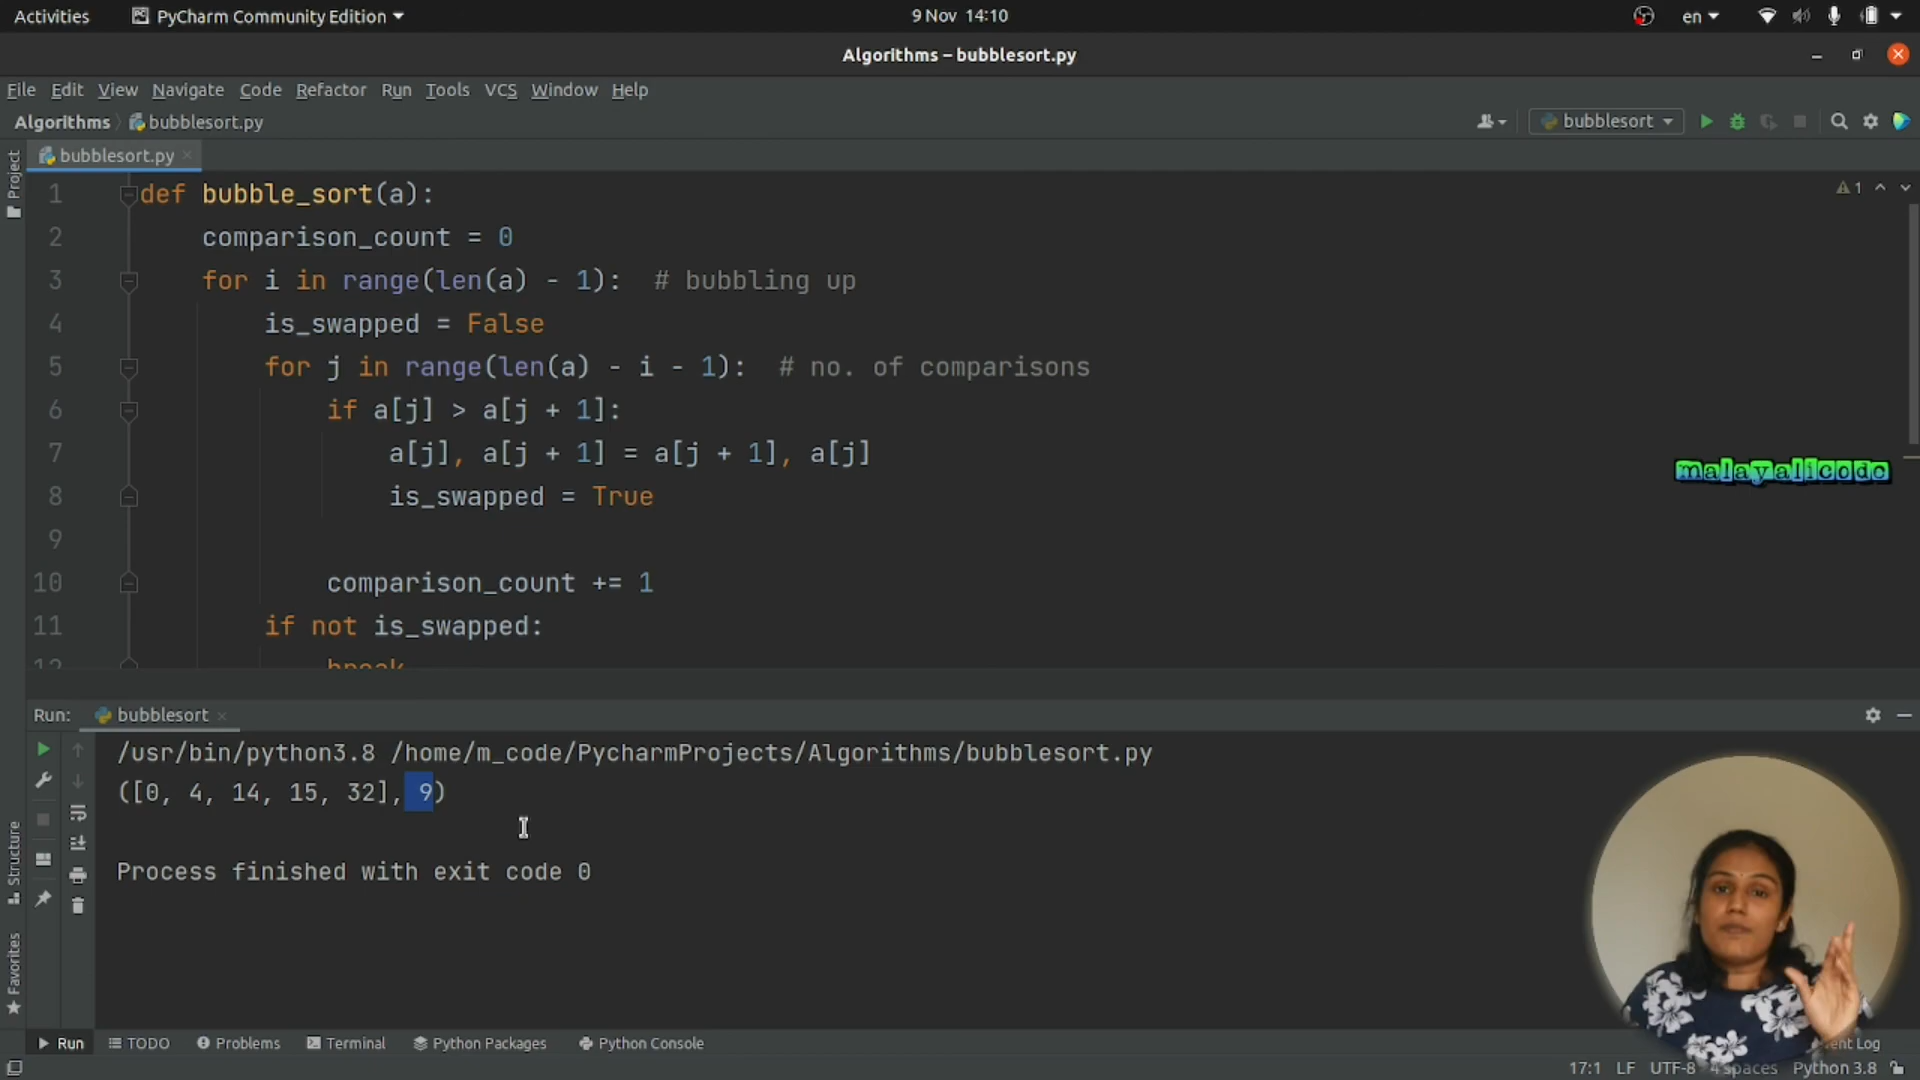 Activities PyCharm Community Edition 9 Nov 14:10 en
Algorithms – bubblesort.py
File Edit View Navigate Code Refactor Run Tools VCS Window Help
Algorithms bubblesort.py bubblesort
Project
bubblesort.py
1 def bubble_sort(a):
1
2 comparison_count = 0
3 for i in range(len(a) - 1): # bubbling up
4 is_swapped = False
5 for j in range(len(a) - i - 1): # no. of comparisons
6 if a[j] > a[j + 1]:
7 a[j], a[j + 1] = a[j + 1], a[j]
malayalicode
8 is_swapped = True
9
10 comparison_count += 1
11 if not is_swapped:
12 break
Run: bubblesort
/usr/bin/python3.8 /home/m_code/PycharmProjects/Algorithms/bubblesort.py
([0, 4, 14, 15, 32], 9)
Process finished with exit code 0
Structure
Favorites
Run TODO Problems Terminal Python Packages Python Console Log
17:1 LF UTF-8 4 spaces Python 3.8